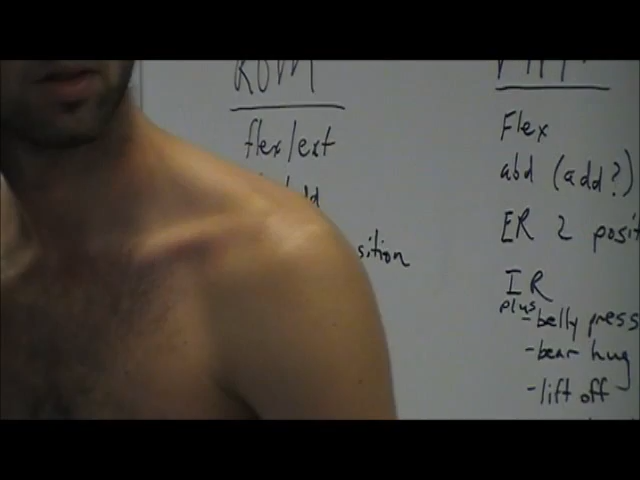 ROM
flex/ext
sition
Flex
abd (add?)
ER 2 posit
IR
plus
-belly press
-bear hug
-lift off